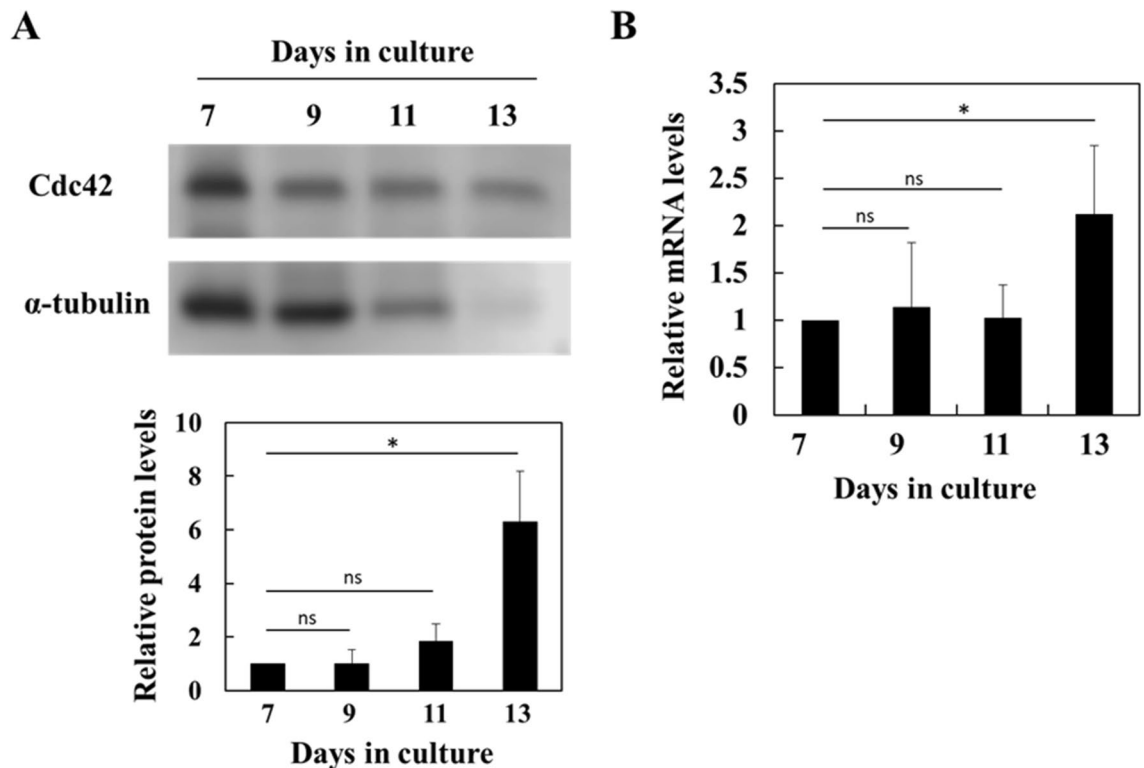 A
Days in culture
7 9 11 13
Cdc42
α-tubulin
Relative protein levels
10
8
6
4
2
0
*
ns
ns
7 9 11 13
Days in culture
B
Relative mRNA levels
3.5
3
2.5
2
1.5
1
0.5
0
*
ns
ns
7 9 11 13
Days in culture